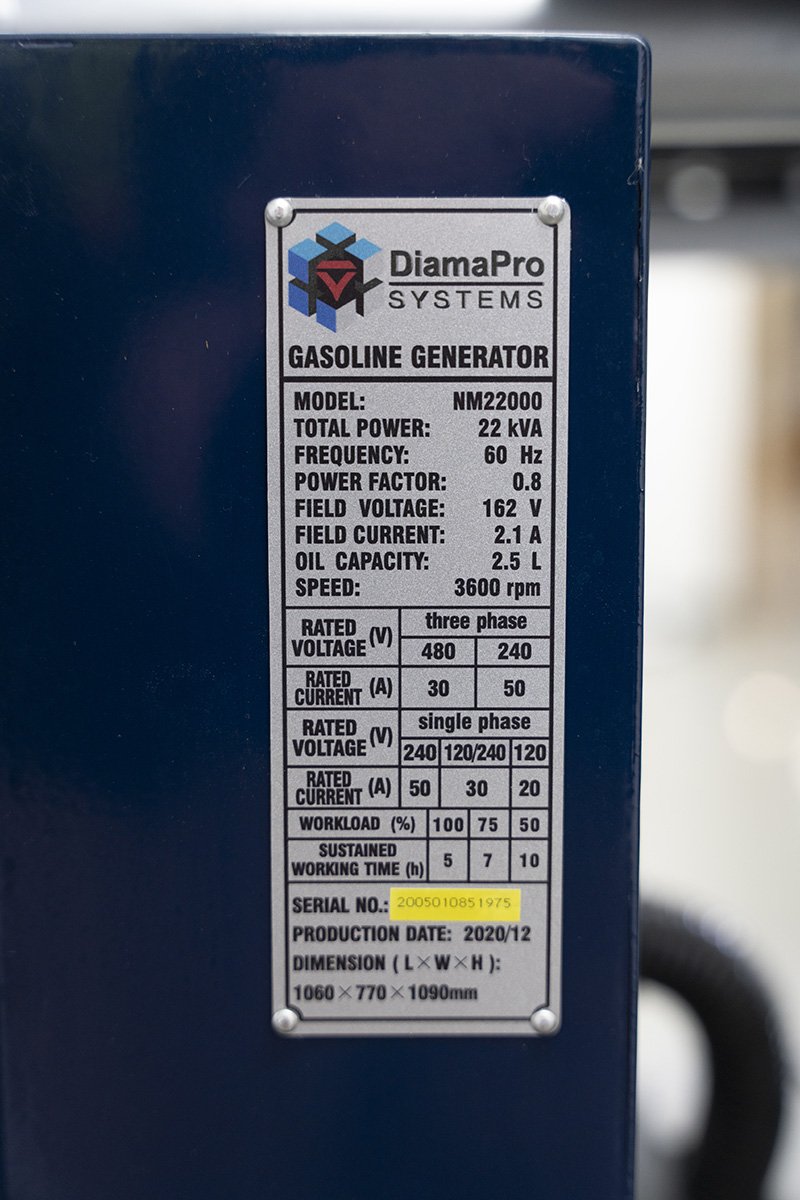 DiamaPro
SYSTEMS
GASOLINE GENERATOR
MODEL: NM22000
TOTAL POWER: 22 kVA
FREQUENCY: 60 Hz
POWER FACTOR: 0.8
FIELD VOLTAGE: 162 V
FIELD CURRENT: 2.1 A
OIL CAPACITY: 2.5 L
SPEED: 3600 rpm
RATED VOLTAGE (V) three phase
480 240
RATED CURRENT (A) 30 50
RATED VOLTAGE (V) single phase
240 120/240 120
RATED CURRENT (A) 50 30 20
WORKLOAD (%) 100 75 50
SUSTAINED WORKING TIME (h) 5 7 10
SERIAL NO.: 2005010851975
PRODUCTION DATE: 2020/12
DIMENSION ( L×W×H ):
1060×770×1090mm